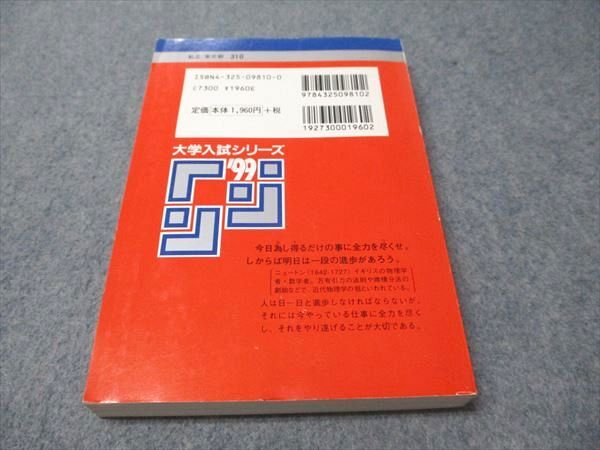 私立/東京都 310
ISBN4-325-09810-0
C7300 ¥1960E
定価[本体1,960円]+税
9784325098102
1927300019602
大学入試シリーズ
'99
今日為し得るだけの事に全力を尽くせ。
しからば明日は一段の進歩があろう。
ニュートン(1642-1727) イギリスの物理学
者・数学者。万有引力の法則や微積分法の
創始などで、近代物理学の祖といわれている。
人は日一日と進歩しなければならないが、
それには今やっている仕事に全力を尽く
し、それをやり遂げることが大切である。